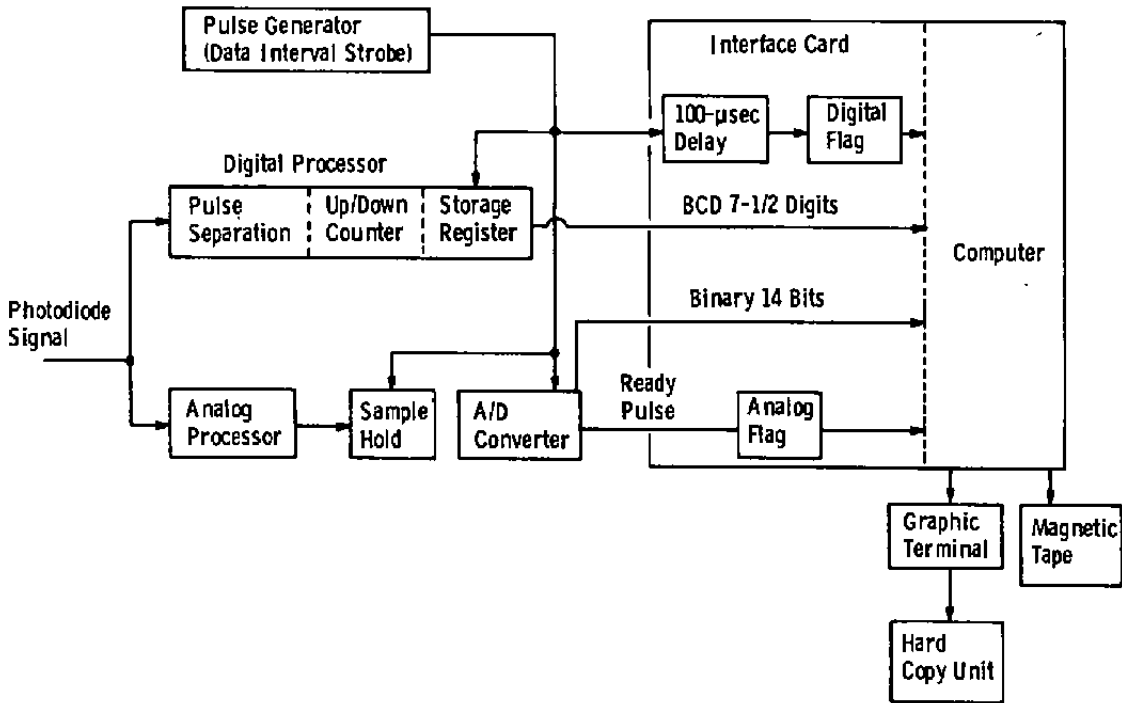 Pulse Generator
(Data Interval Strobe)
Interface Card
100-μsec
Delay
Digital
Flag
Digital Processor
Pulse
Separation
Up/Down
Counter
Storage
Register
BCD 7-1/2 Digits
Computer
Binary 14 Bits
Photodiode
Signal
Analog
Processor
Sample
Hold
A/D
Converter
Ready
Pulse
Analog
Flag
Graphic
Terminal
Magnetic
Tape
Hard
Copy Unit